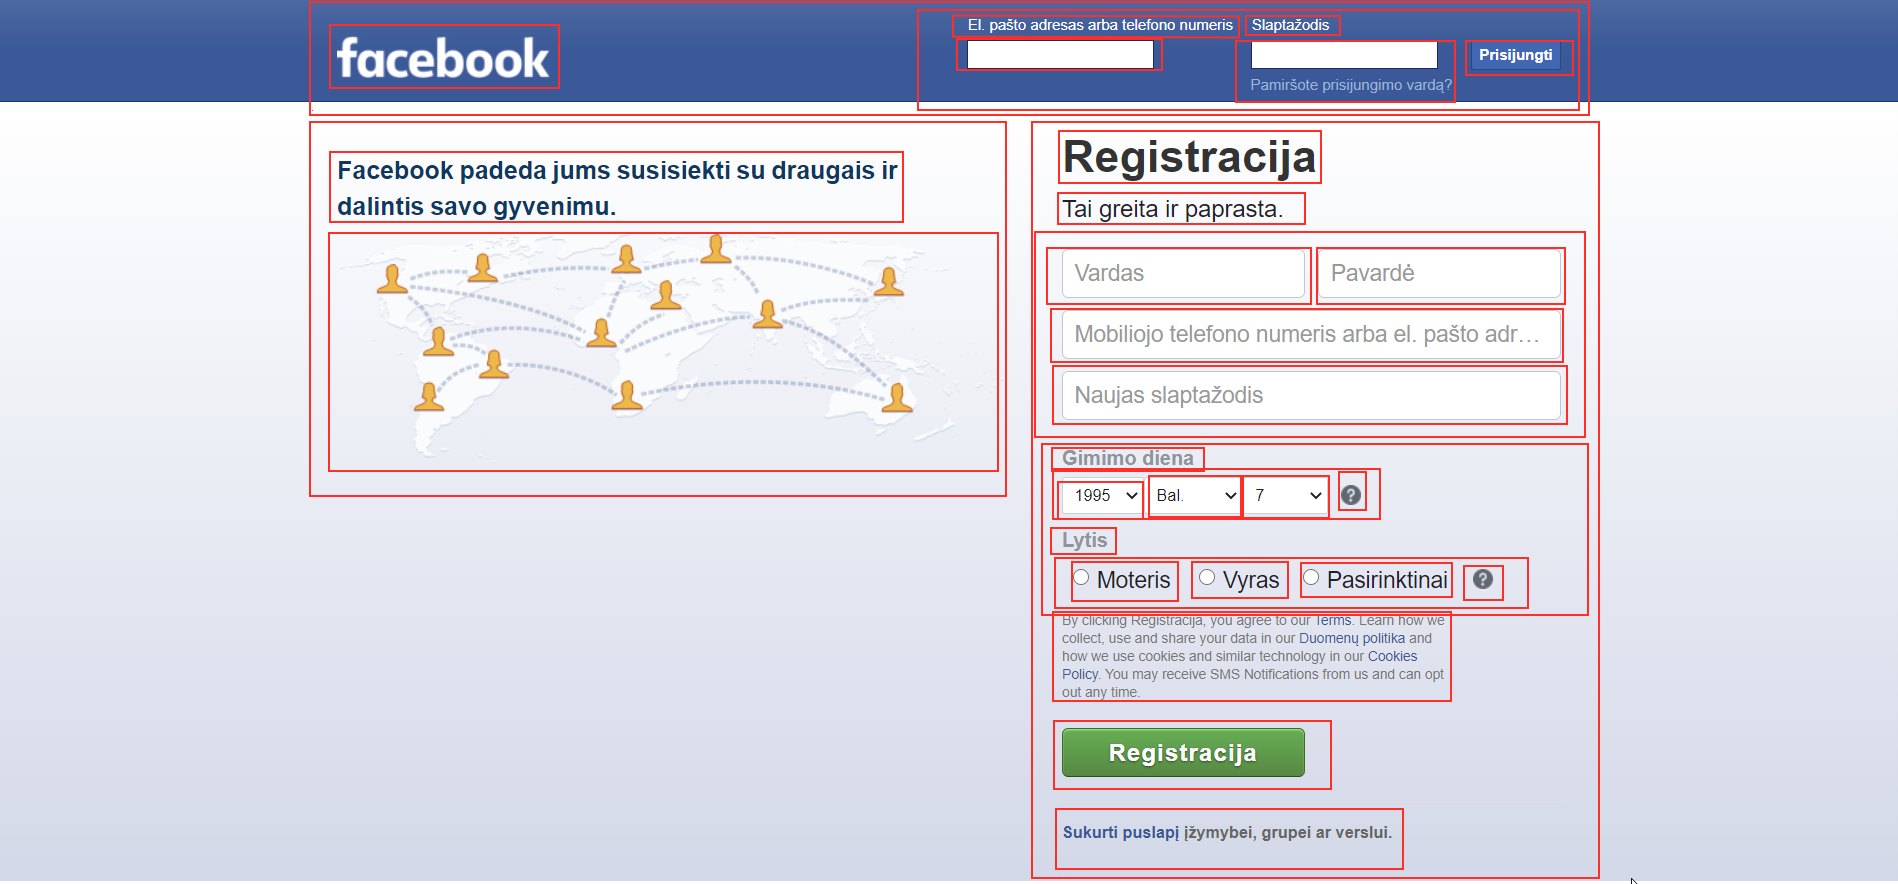 facebook
El. pašto adresas arba telefono numeris
Slaptažodis
Prisijungti
Pamiršote prisijungimo vardą?
Facebook padeda jums susisiekti su draugais ir
dalintis savo gyvenimu.
Registracija
Tai greita ir paprasta.
Vardas
Pavardė
Mobiliojo telefono numeris arba el. pašto adr…
Naujas slaptažodis
Gimimo diena
1995 Bal. 7 ?
Lytis
Moteris Vyras Pasirinktinai ?
By clicking Registracija, you agree to our Terms. Learn how we
collect, use and share your data in our Duomenų politika and
how we use cookies and similar technology in our Cookies
Policy. You may receive SMS Notifications from us and can opt
out any time.
Registracija
Sukurti puslapį įžymybei, grupei ar verslui.